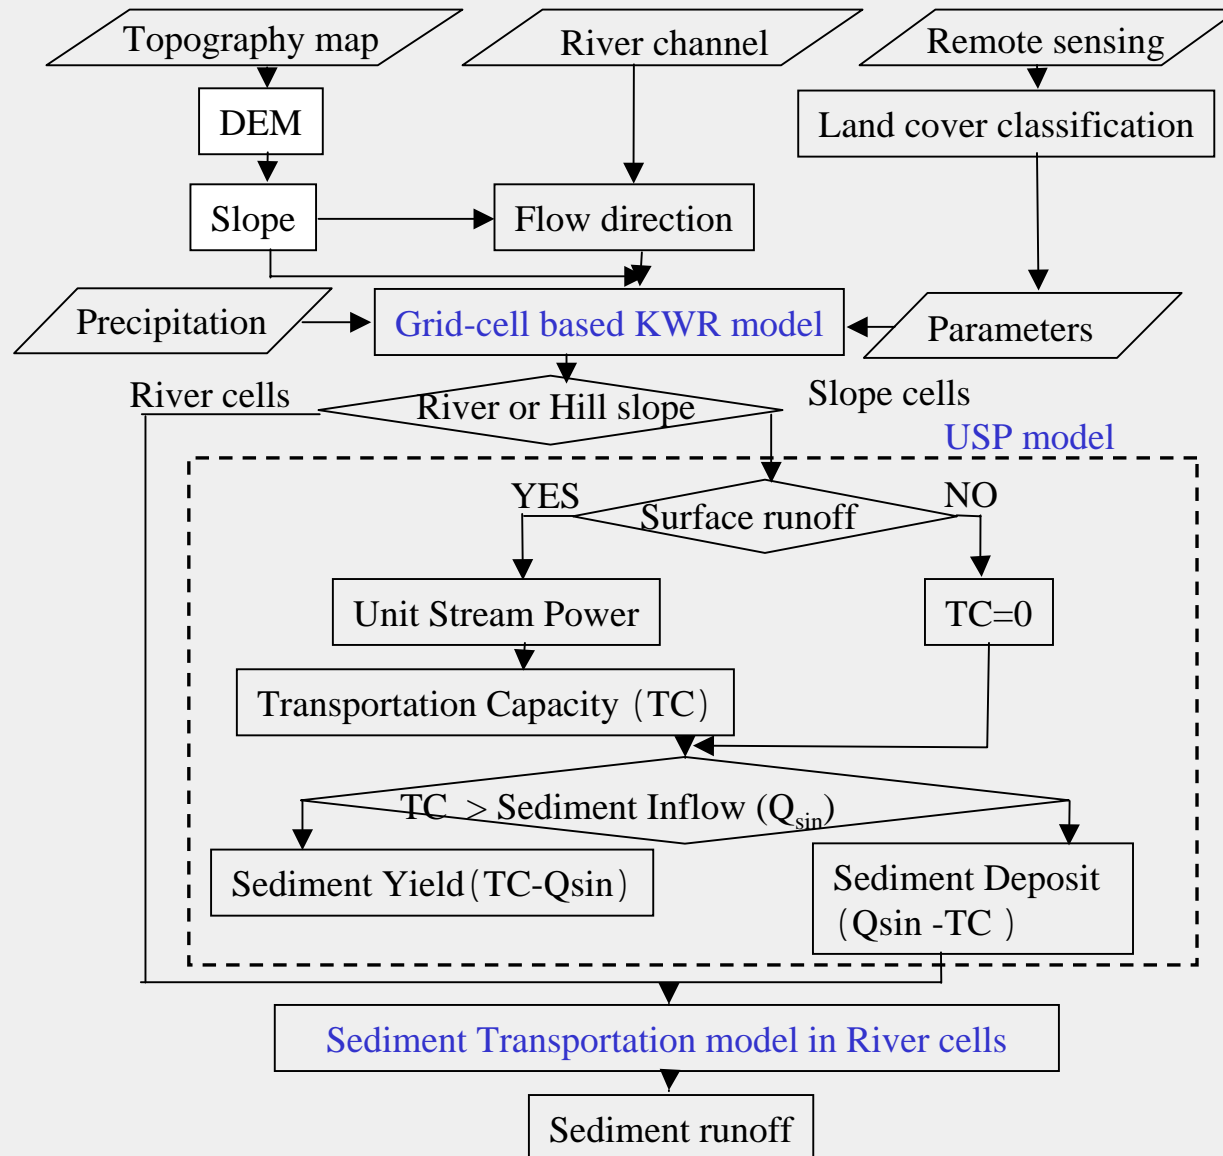 Topography map
River channel
Remote sensing
DEM
Land cover classification
Slope
Flow direction
Precipitation
Grid-cell based KWR model
Parameters
River cells
River or Hill slope
Slope cells
USP model
YES
Surface runoff
NO
Unit Stream Power
TC=0
Transportation Capacity (TC)
TC > Sediment Inflow (Qsin)
Sediment Yield(TC-Qsin)
Sediment Deposit
(Qsin -TC )
Sediment Transportation model in River cells
Sediment runoff